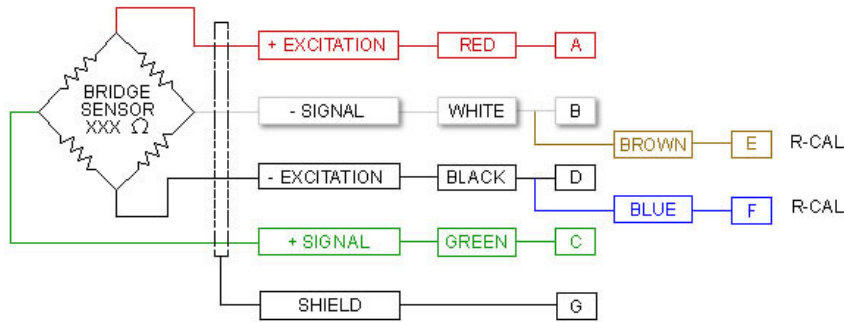 + EXCITATION RED A
BRIDGE
SENSOR
XXX Ω
- SIGNAL WHITE B
BROWN E R-CAL
- EXCITATION BLACK D
BLUE F R-CAL
+ SIGNAL GREEN C
SHIELD G